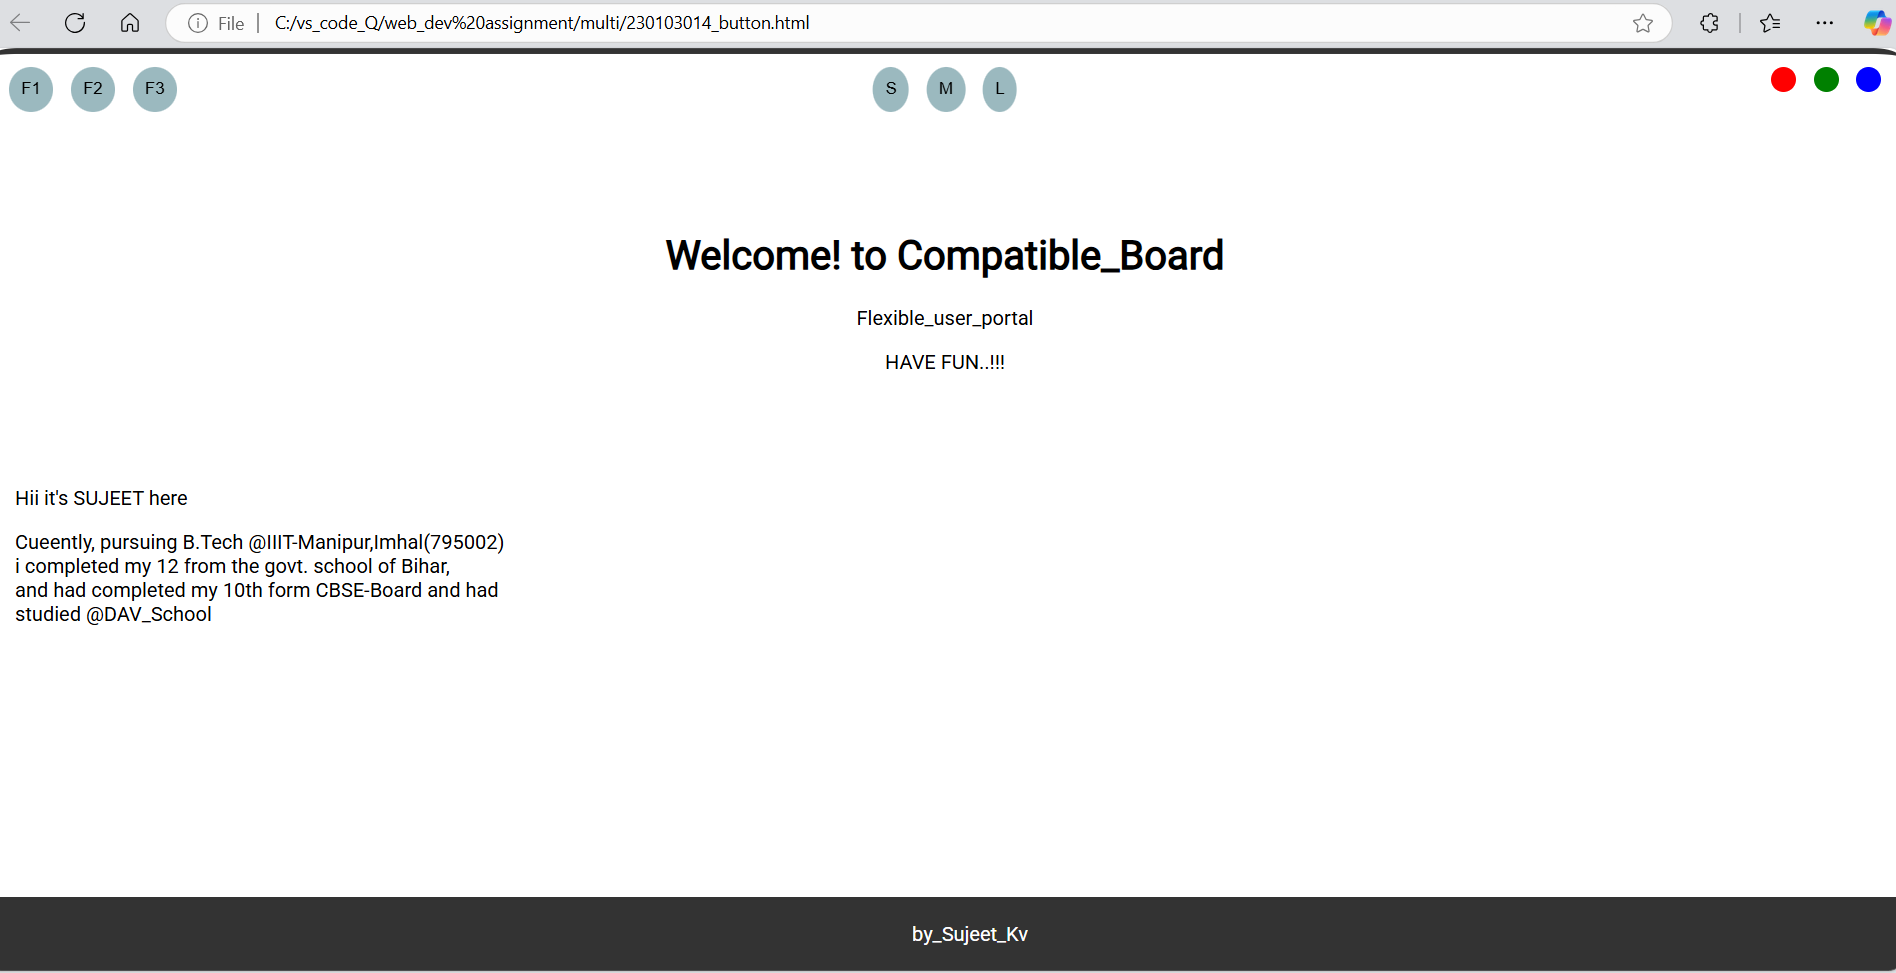 File
C:/vs_code_Q/web_dev%20assignment/multi/230103014_button.html
F1 F2 F3 S M L
Welcome! to Compatible_Board
Flexible_user_portal
HAVE FUN..!!!
Hii it's SUJEET here
Cueently, pursuing B.Tech @IIIT-Manipur,Imhal(795002)
i completed my 12 from the govt. school of Bihar,
and had completed my 10th form CBSE-Board and had
studied @DAV_School
by_Sujeet_Kv